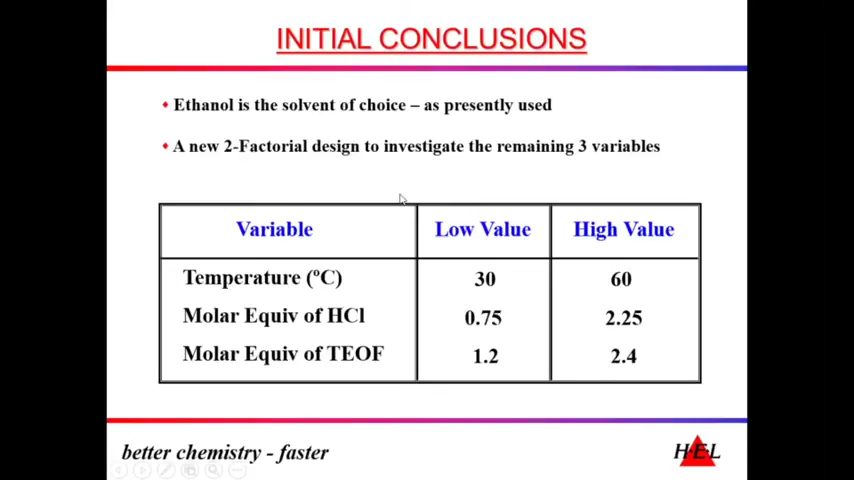 INITIAL CONCLUSIONS
♦ Ethanol is the solvent of choice – as presently used
♦ A new 2-Factorial design to investigate the remaining 3 variables
Variable Low Value High Value
Temperature (ºC) 30 60
Molar Equiv of HCl 0.75 2.25
Molar Equiv of TEOF 1.2 2.4
better chemistry - faster
HEL